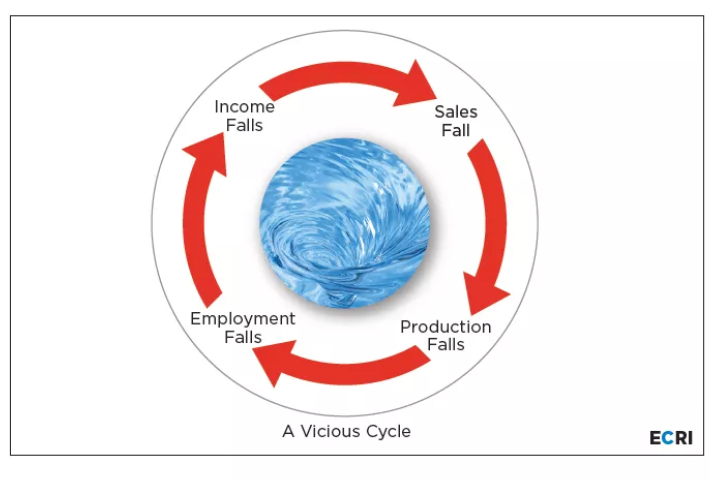 Income
Falls
Sales
Fall
Employment
Falls
Production
Falls
A Vicious Cycle
ECRI